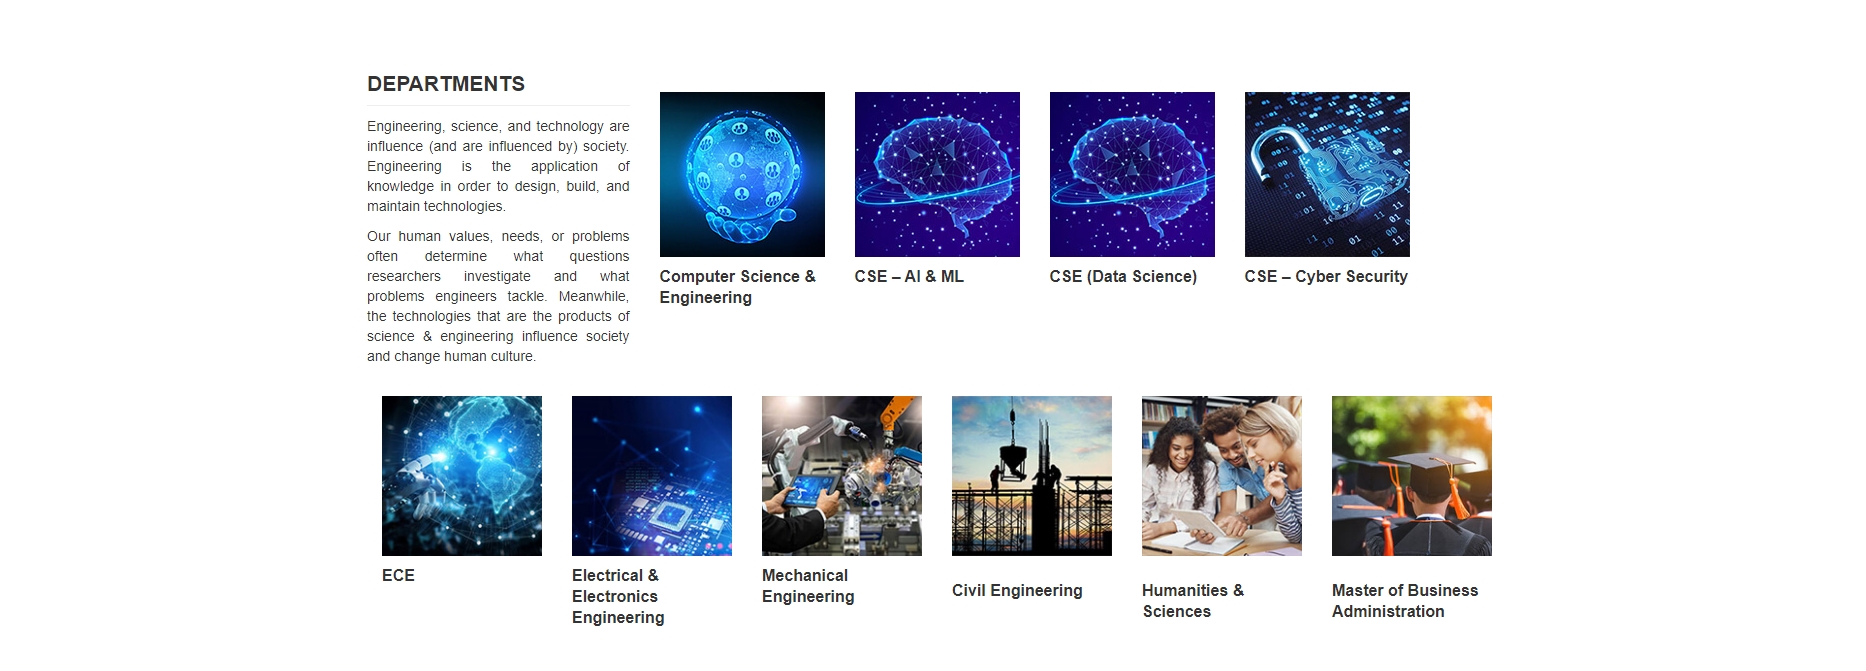 DEPARTMENTS
Engineering, science, and technology are
influence (and are influenced by) society.
Engineering is the application of
knowledge in order to design, build, and
maintain technologies.
Our human values, needs, or problems
often determine what questions
researchers investigate and what
problems engineers tackle. Meanwhile,
the technologies that are the products of
science & engineering influence society
and change human culture.
Computer Science &
Engineering
CSE – AI & ML
CSE (Data Science)
CSE – Cyber Security
ECE
Electrical &
Electronics
Engineering
Mechanical
Engineering
Civil Engineering
Humanities &
Sciences
Master of Business
Administration